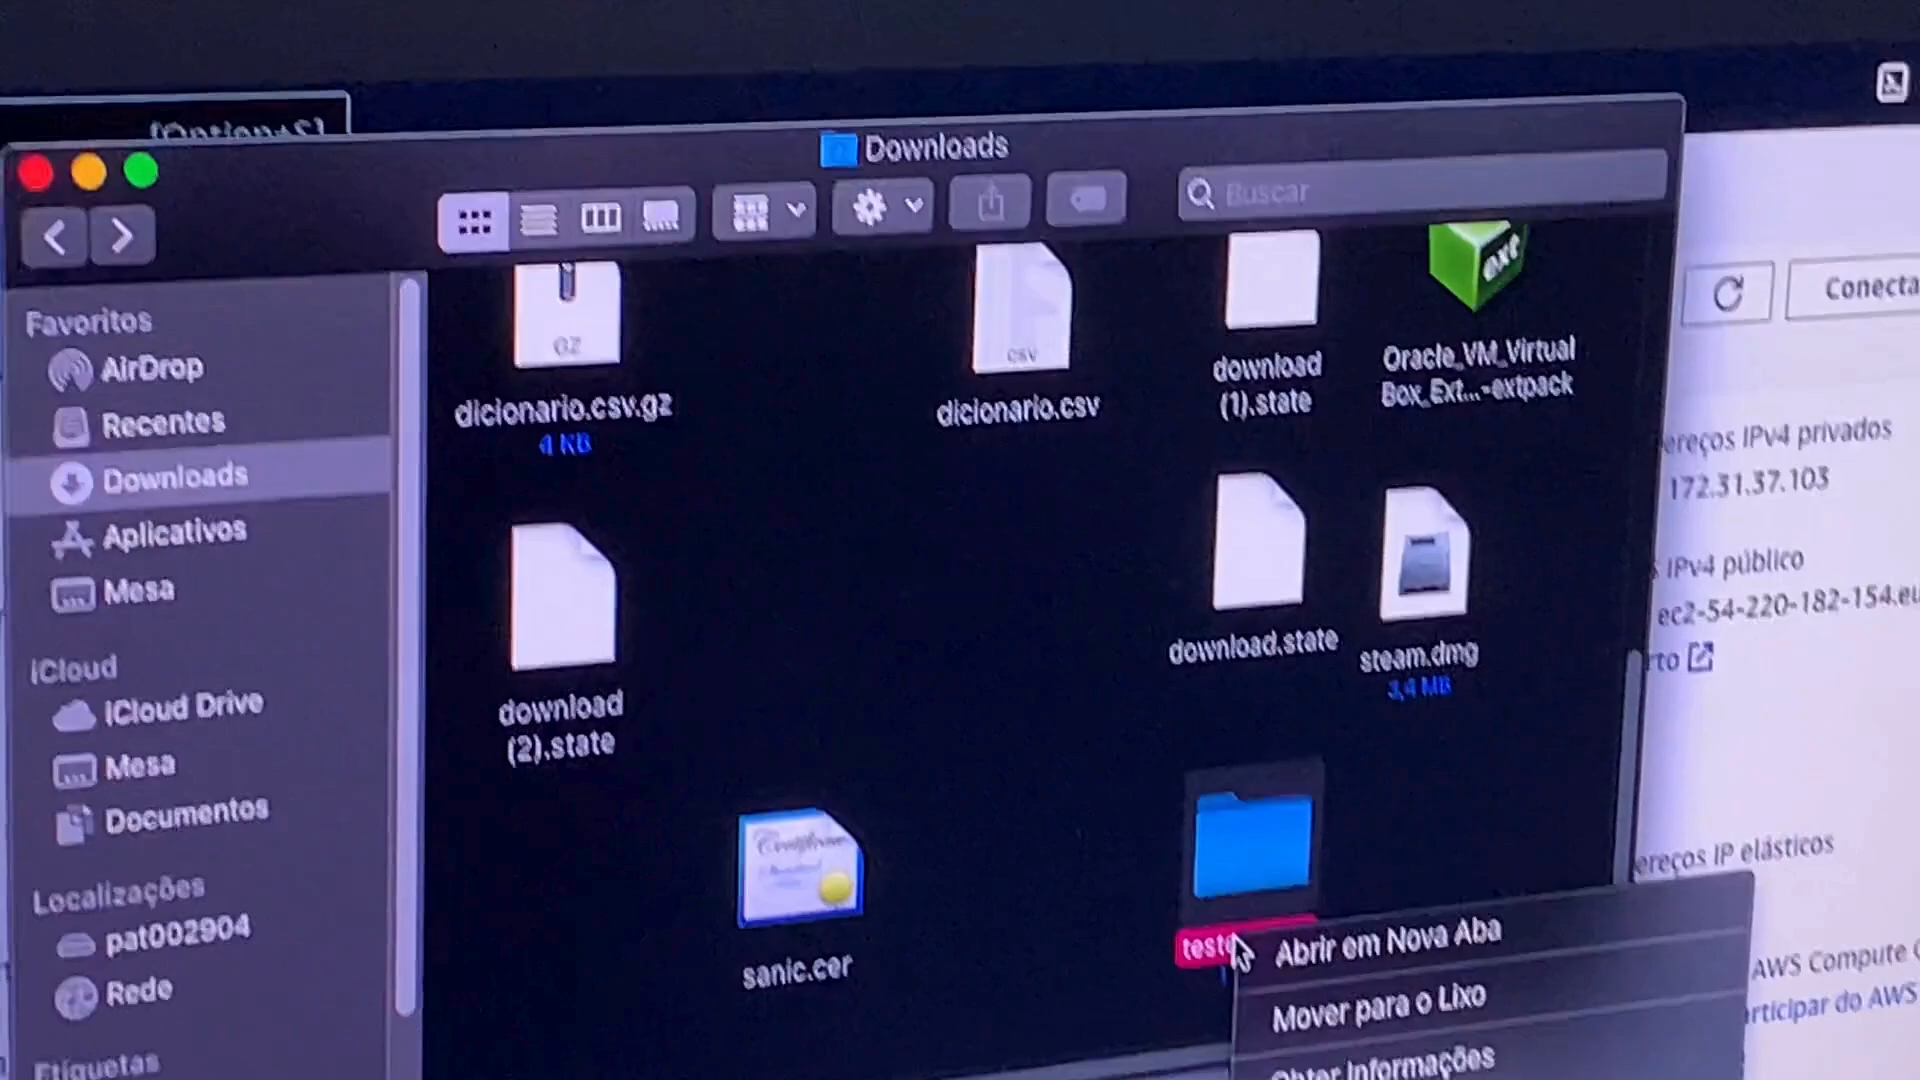 Downloads
Buscar
Favoritos
AirDrop
Recentes
Downloads
Aplicativos
Mesa
iCloud
iCloud Drive
Mesa
Documentos
Localizações
pat002904
Rede
Etiquetas
GZ
dicionario.csv.gz
4 KB
csv
dicionario.csv
download
(1).state
ext
Oracle_VM_Virtual
Box_Ext...-extpack
download
(2).state
download.state
steam.dmg
3,4 MB
sanic.cer
teste
Abrir em Nova Aba
Mover para o Lixo
Obter Informações
Conecta
ereços IPv4 privados
172.31.37.103
IPv4 público
ec2-54-220-182-154.eu
rto
ereços IP elásticos
AWS Compute
rticipar do AWS